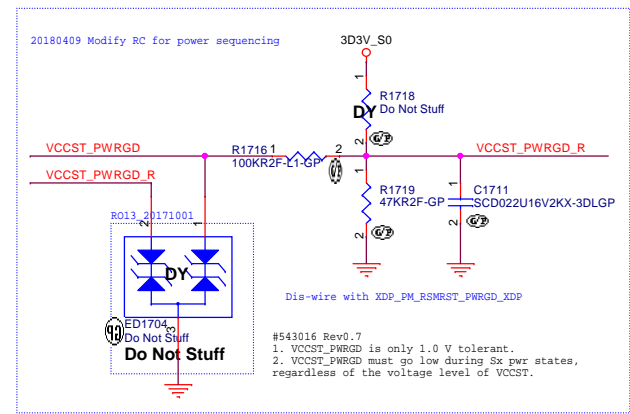 20180409 Modify RC for power sequencing
3D3V_S0
1
R1718
DY Do Not Stuff
2 G/P
VCCST_PWRGD
R1716 1 2
100KR2F-L1-GP
VCCST_PWRGD_R
VCCST_PWRGD_R
1
R1719
47KR2F-GP
2 G/P
1
C1711
SCD022U16V2KX-3DLGP
2 G/P
RO13_20171001
2 1
DY
3
ED1704
Do Not Stuff
Do Not Stuff
Dis-wire with XDP_PM_RSMRST_PWRGD_XDP
#543016 Rev0.7
1. VCCST_PWRGD is only 1.0 V tolerant.
2. VCCST_PWRGD must go low during Sx pwr states,
regardless of the voltage level of VCCST.